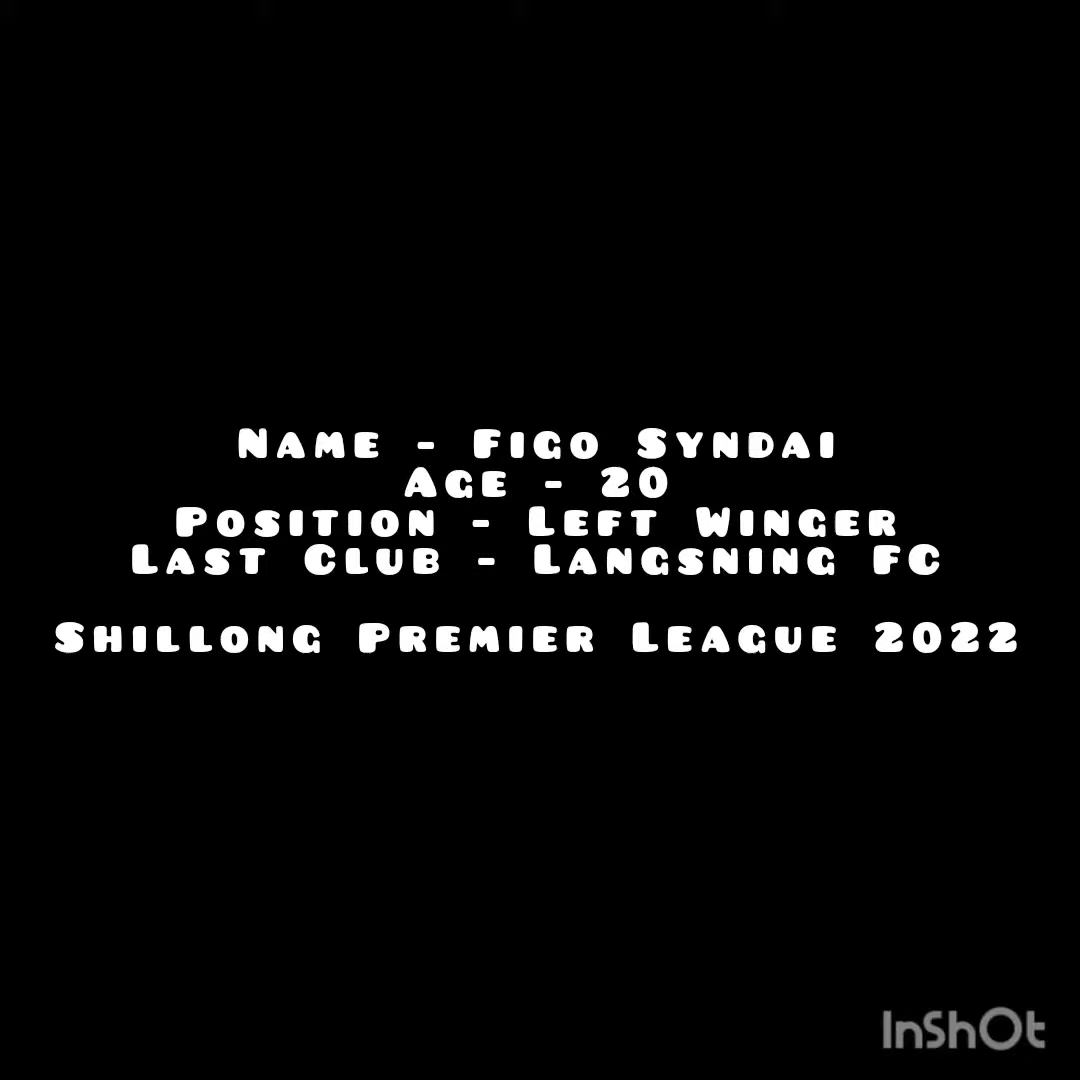 Name - Figo Syndai
Age - 20
Position - Left Winger
Last Club - Langsning FC
Shillong Premier League 2022
InShOt